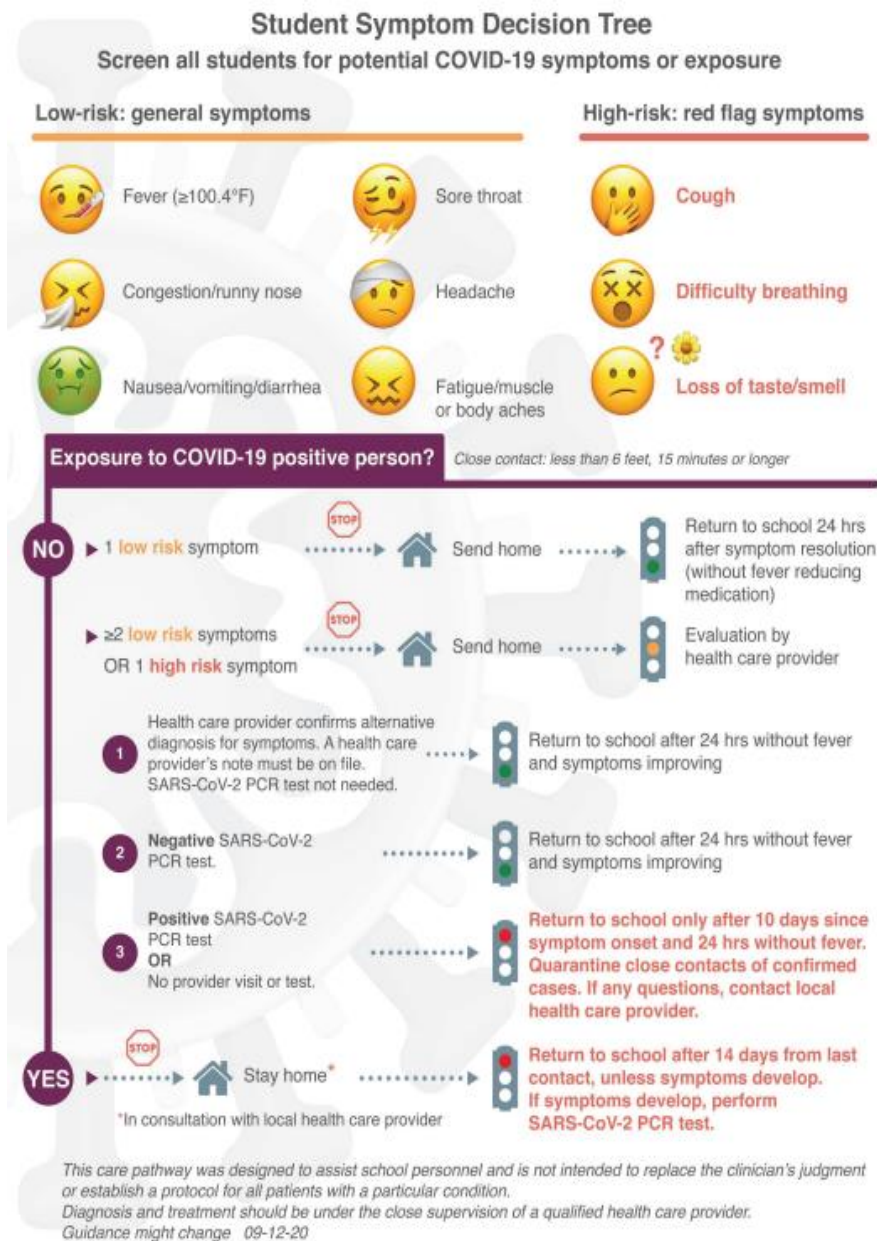 Student Symptom Decision Tree
Screen all students for potential COVID-19 symptoms or exposure
Low-risk: general symptoms
High-risk: red flag symptoms
Fever (≥100.4°F)
Sore throat
Cough
Congestion/runny nose
Headache
Difficulty breathing
?
Nausea/vomiting/diarrhea
Fatigue/muscle
or body aches
Loss of taste/smell
Exposure to COVID-19 positive person?
Close contact: less than 6 feet, 15 minutes or longer
NO
1 low risk symptom
STOP
Send home
Return to school 24 hrs
after symptom resolution
(without fever reducing
medication)
≥2 low risk symptoms
OR 1 high risk symptom
STOP
Send home
Evaluation by
health care provider
1
Health care provider confirms alternative
diagnosis for symptoms. A health care
provider's note must be on file.
SARS-CoV-2 PCR test not needed.
Return to school after 24 hrs without fever
and symptoms improving
2
Negative SARS-CoV-2
PCR test.
Return to school after 24 hrs without fever
and symptoms improving
3
Positive SARS-CoV-2
PCR test
OR
No provider visit or test.
Return to school only after 10 days since
symptom onset and 24 hrs without fever.
Quarantine close contacts of confirmed
cases. If any questions, contact local
health care provider.
YES
STOP
Stay home*
*In consultation with local health care provider
Return to school after 14 days from last
contact, unless symptoms develop.
If symptoms develop, perform
SARS-CoV-2 PCR test.
This care pathway was designed to assist school personnel and is not intended to replace the clinician's judgment
or establish a protocol for all patients with a particular condition.
Diagnosis and treatment should be under the close supervision of a qualified health care provider.
Guidance might change 09-12-20